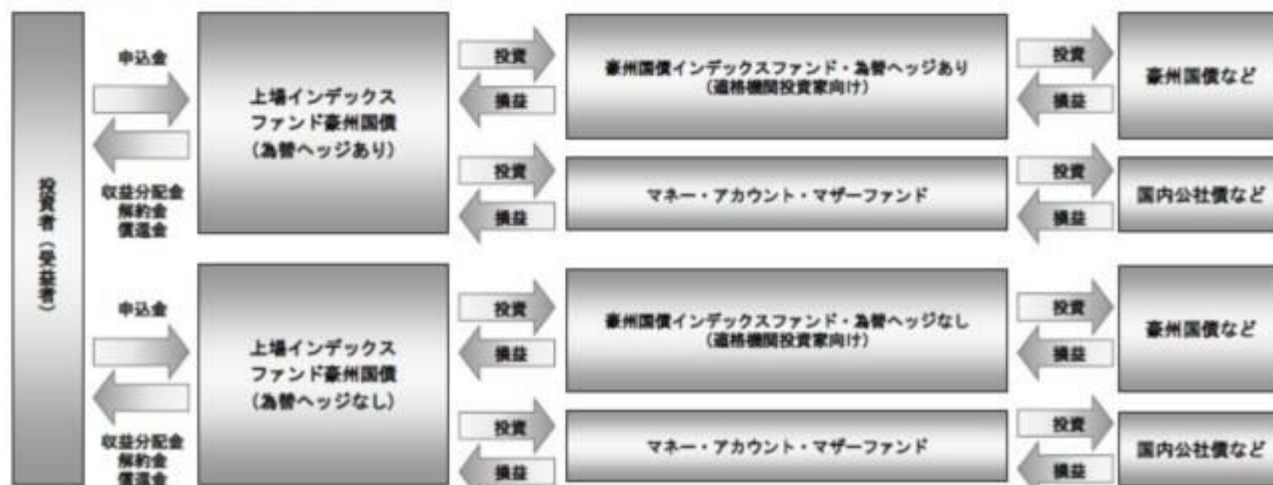 投資者(受益者)
申込金
収益分配金
解約金
償還金
上場インデックス
ファンド豪州国債
(為替ヘッジあり)
投資
損益
豪州国債インデックスファンド・為替ヘッジあり
(適格機関投資家向け)
投資
損益
豪州国債など
投資
損益
マネー・アカウント・マザーファンド
投資
損益
国内公社債など
申込金
収益分配金
解約金
償還金
上場インデックス
ファンド豪州国債
(為替ヘッジなし)
投資
損益
豪州国債インデックスファンド・為替ヘッジなし
(適格機関投資家向け)
投資
損益
豪州国債など
投資
損益
マネー・アカウント・マザーファンド
投資
損益
国内公社債など